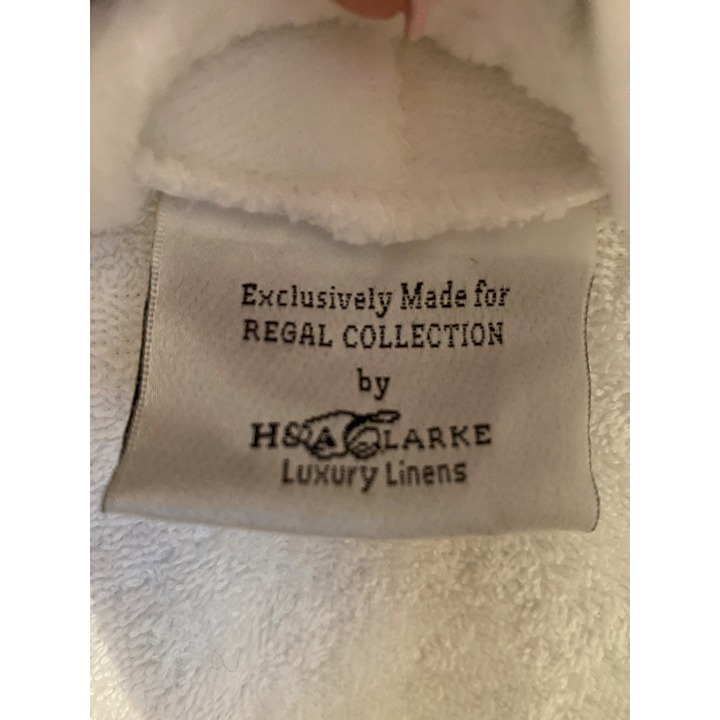 Exclusively Made for
REGAL COLLECTION
by
H&A CLARKE
Luxury Linens